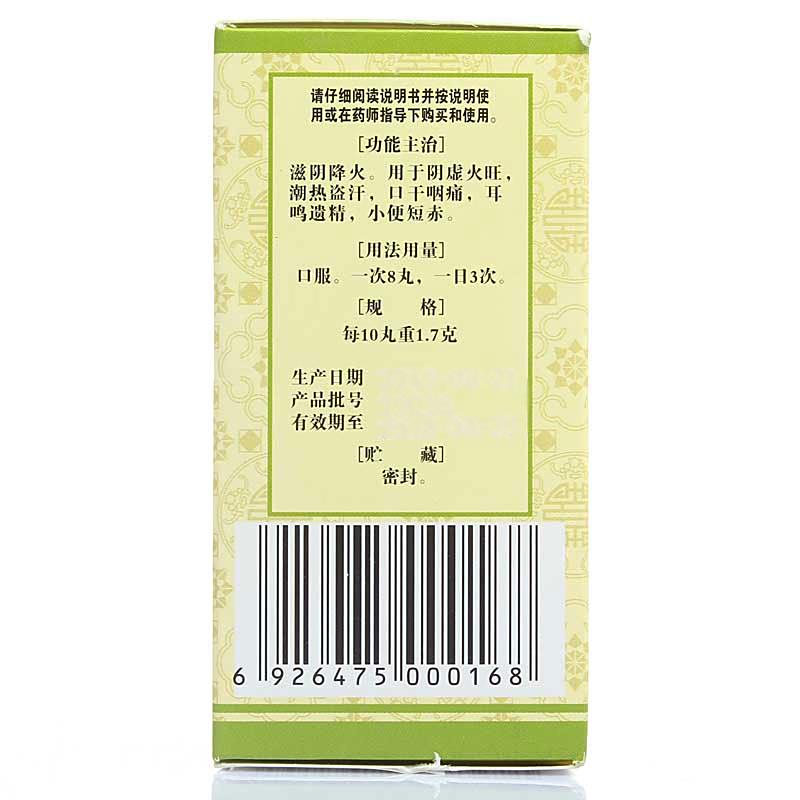 请仔细阅读说明书并按说明使
用或在药师指导下购买和使用。
[功能主治]
滋阴降火。用于阴虚火旺，
潮热盗汗，口干咽痛，耳
鸣遗精，小便短赤。
[用法用量]
口服。一次8丸，一日3次。
[规 格]
每10丸重1.7克
生产日期
产品批号
有效期至
[贮 藏]
密封。
6 926475 000168